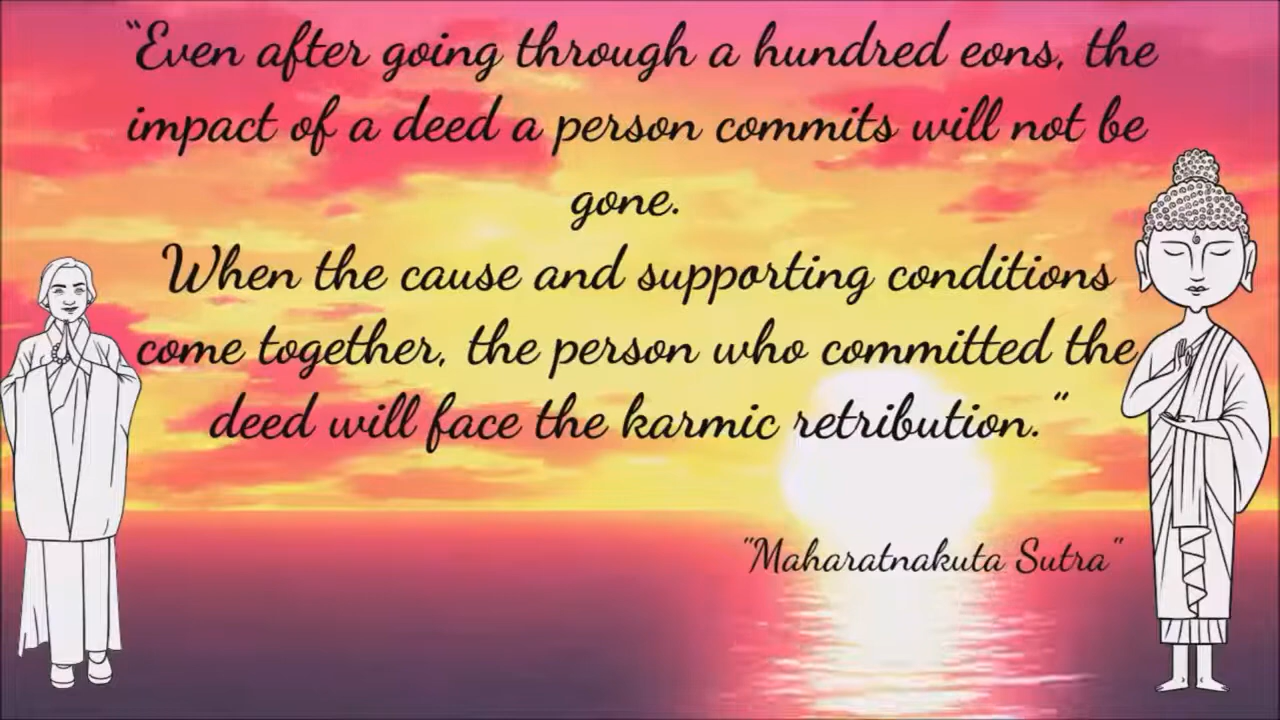 “Even after going through a hundred eons, the
impact of a deed a person commits will not be
gone.
When the cause and supporting conditions
come together, the person who committed the
deed will face the karmic retribution.”
"Maharatnakuta Sutra"